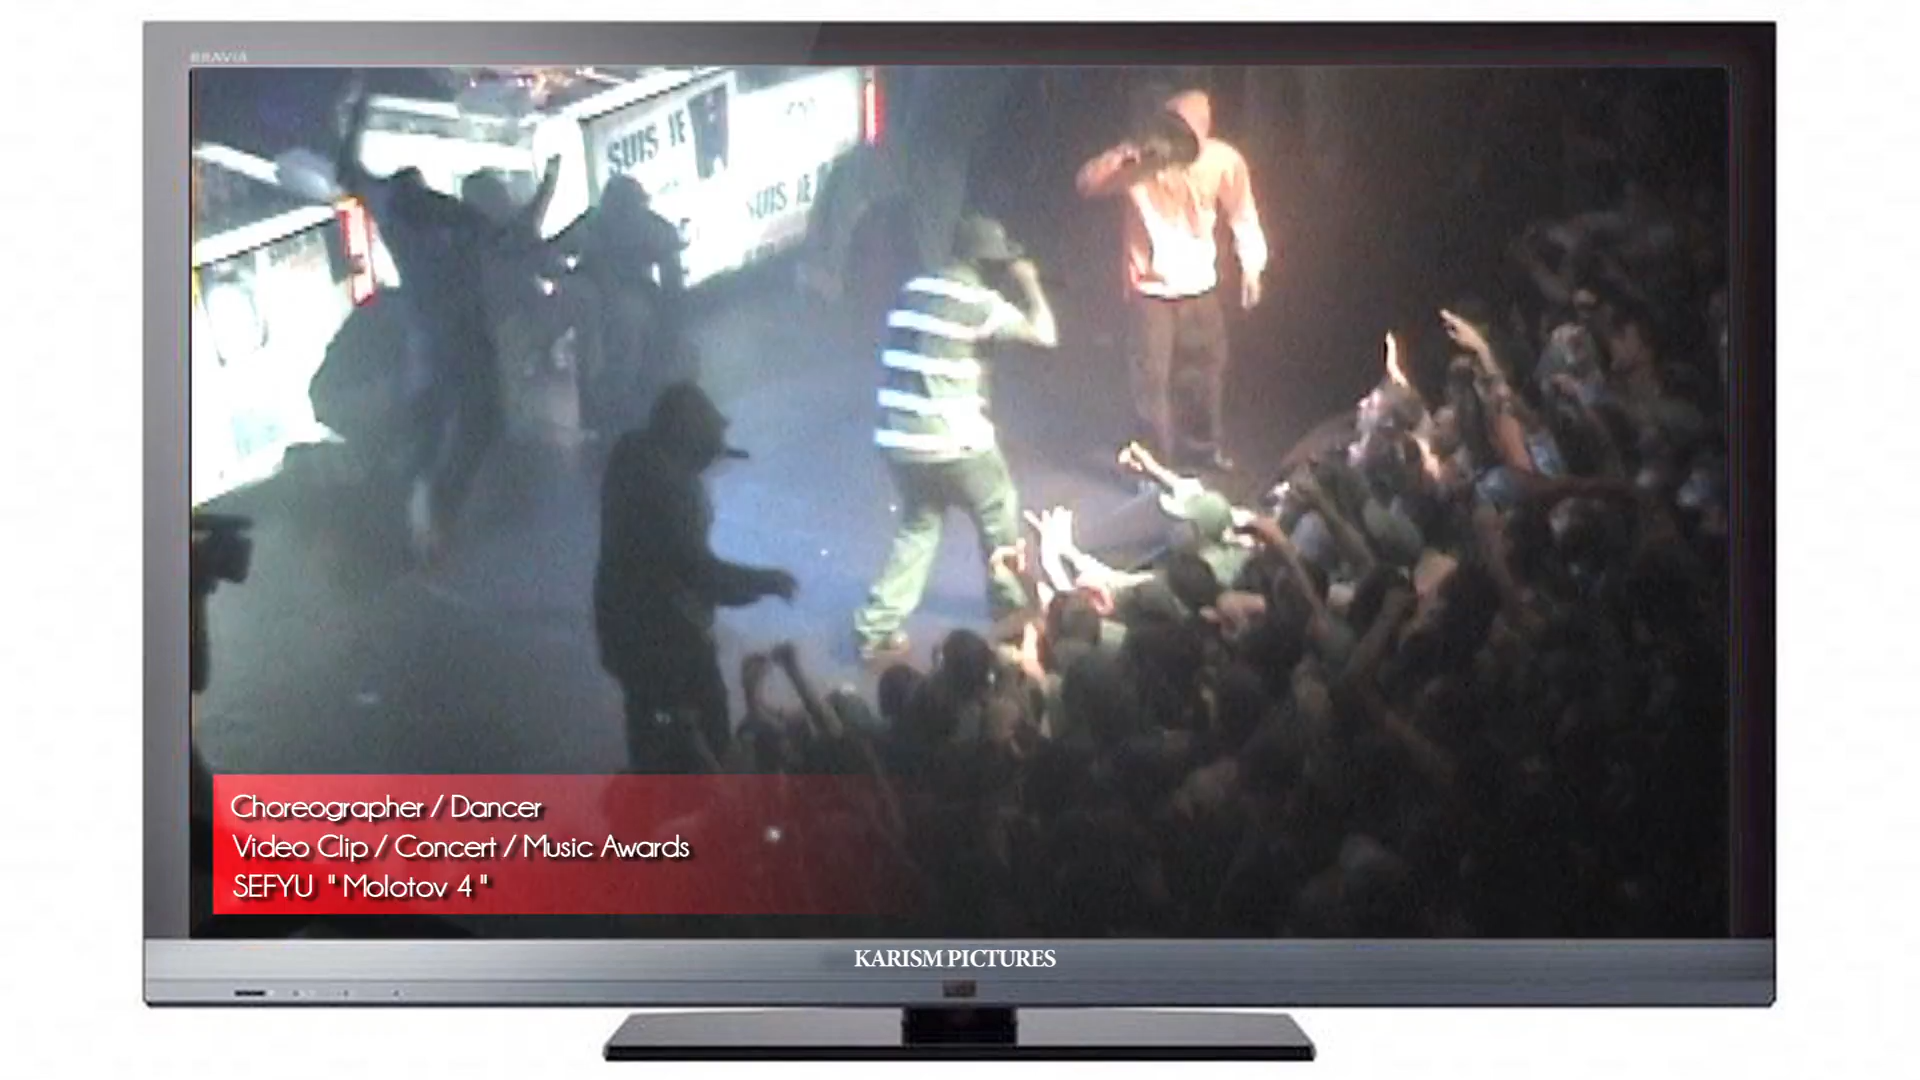 BRAVIA
SUIS JE
SUIS JE
Choreographer / Dancer
Video Clip / Concert / Music Awards
SEFYU " Molotov 4 "
KARISM PICTURES